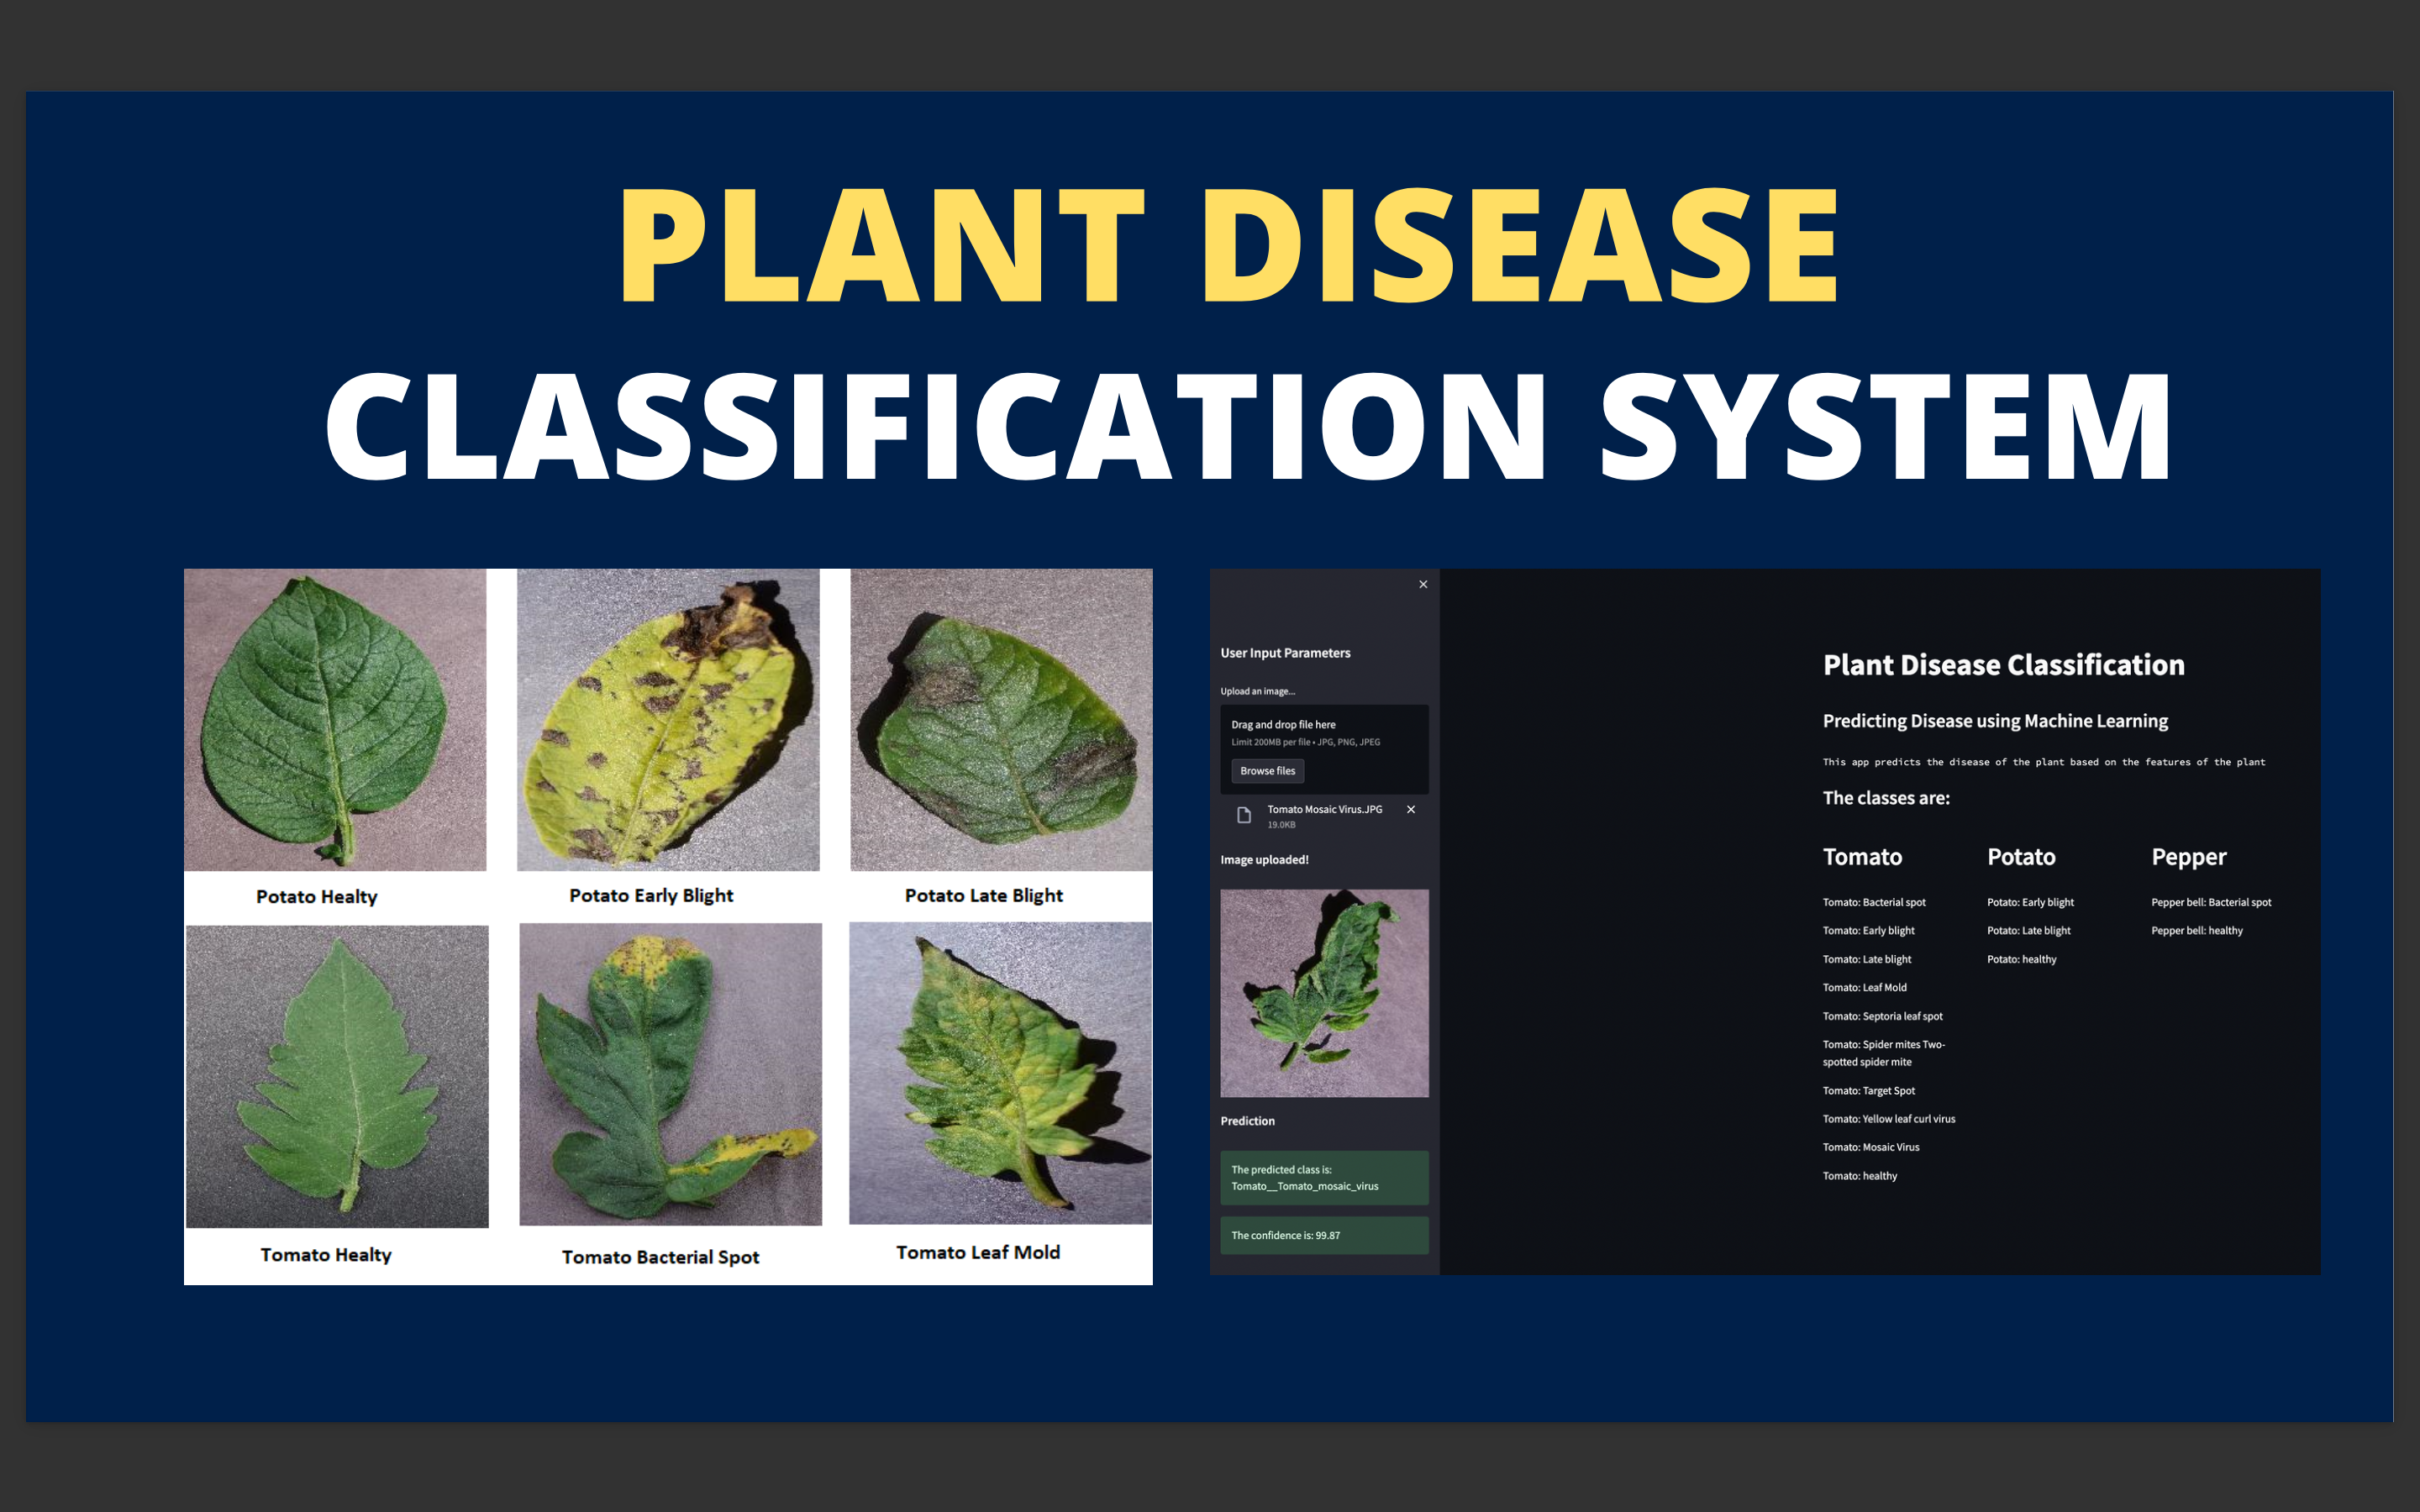 PLANT DISEASE
CLASSIFICATION SYSTEM
Potato Healty
Potato Early Blight
Potato Late Blight
Tomato Healty
Tomato Bacterial Spot
Tomato Leaf Mold
User Input Parameters
Upload an image...
Drag and drop file here
Limit 200MB per file • JPG, PNG, JPEG
Browse files
Tomato Mosaic Virus.JPG
19.0KB
Image uploaded!
Prediction
The predicted class is:
Tomato__Tomato_mosaic_virus
The confidence is: 99.87
Plant Disease Classification
Predicting Disease using Machine Learning
This app predicts the disease of the plant based on the features of the plant
The classes are:
Tomato
Tomato: Bacterial spot
Tomato: Early blight
Tomato: Late blight
Tomato: Leaf Mold
Tomato: Septoria leaf spot
Tomato: Spider mites Two-
spotted spider mite
Tomato: Target Spot
Tomato: Yellow leaf curl virus
Tomato: Mosaic Virus
Tomato: healthy
Potato
Potato: Early blight
Potato: Late blight
Potato: healthy
Pepper
Pepper bell: Bacterial spot
Pepper bell: healthy